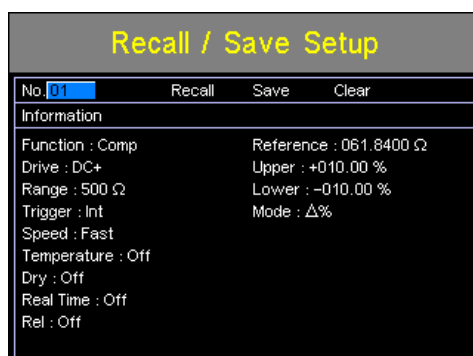 Recall / Save Setup
No. 01 Recall Save Clear
Information
Function : Comp
Drive : DC+
Range : 500 Ω
Trigger : Int
Speed : Fast
Temperature : Off
Dry : Off
Real Time : Off
Rel : Off
Reference : 061.8400 Ω
Upper : +010.00 %
Lower : −010.00 %
Mode : Δ%